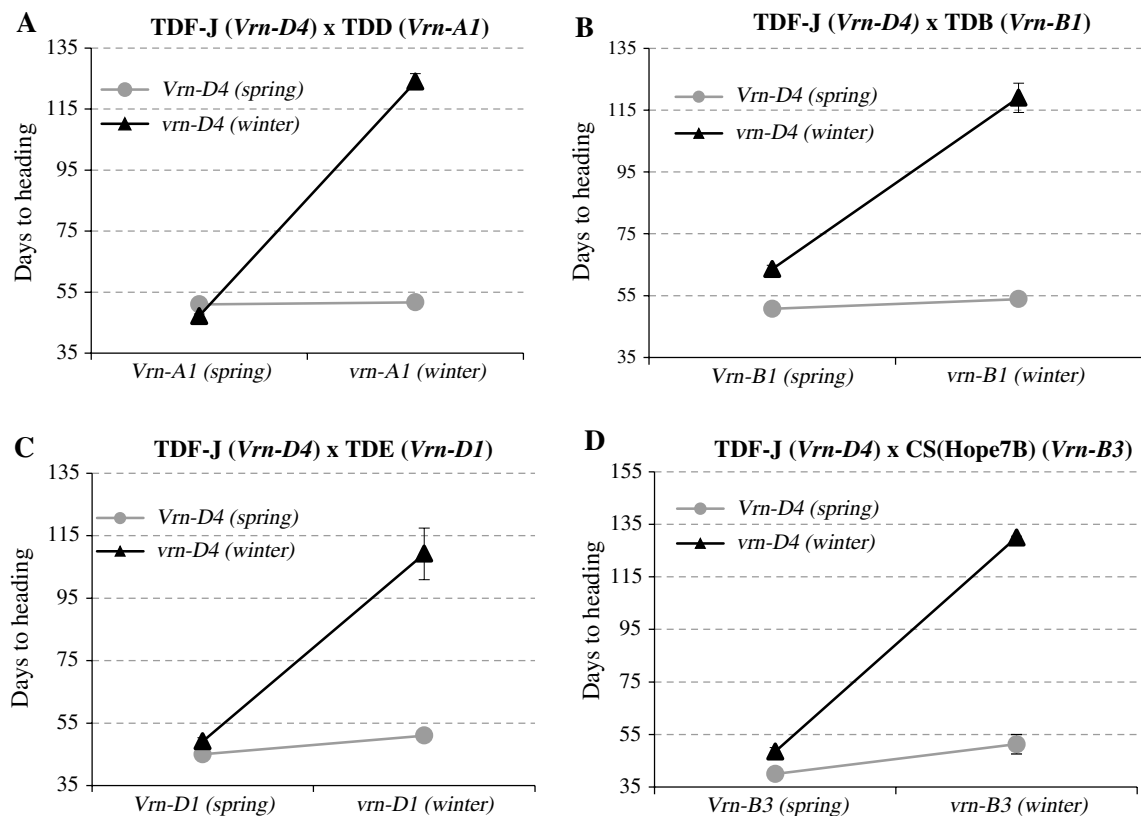 A
TDF-J (Vrn-D4) x TDD (Vrn-A1)
135
115
95
75
55
35
Days to heading
Vrn-D4 (spring)
vrn-D4 (winter)
Vrn-A1 (spring)
vrn-A1 (winter)
B
TDF-J (Vrn-D4) x TDB (Vrn-B1)
135
115
95
75
55
35
Days to heading
Vrn-D4 (spring)
vrn-D4 (winter)
Vrn-B1 (spring)
vrn-B1 (winter)
C
TDF-J (Vrn-D4) x TDE (Vrn-D1)
135
115
95
75
55
35
Days to heading
Vrn-D4 (spring)
vrn-D4 (winter)
Vrn-D1 (spring)
vrn-D1 (winter)
D
TDF-J (Vrn-D4) x CS(Hope7B) (Vrn-B3)
155
135
115
95
75
55
35
Days to heading
Vrn-D4 (spring)
vrn-D4 (winter)
Vrn-B3 (spring)
vrn-B3 (winter)